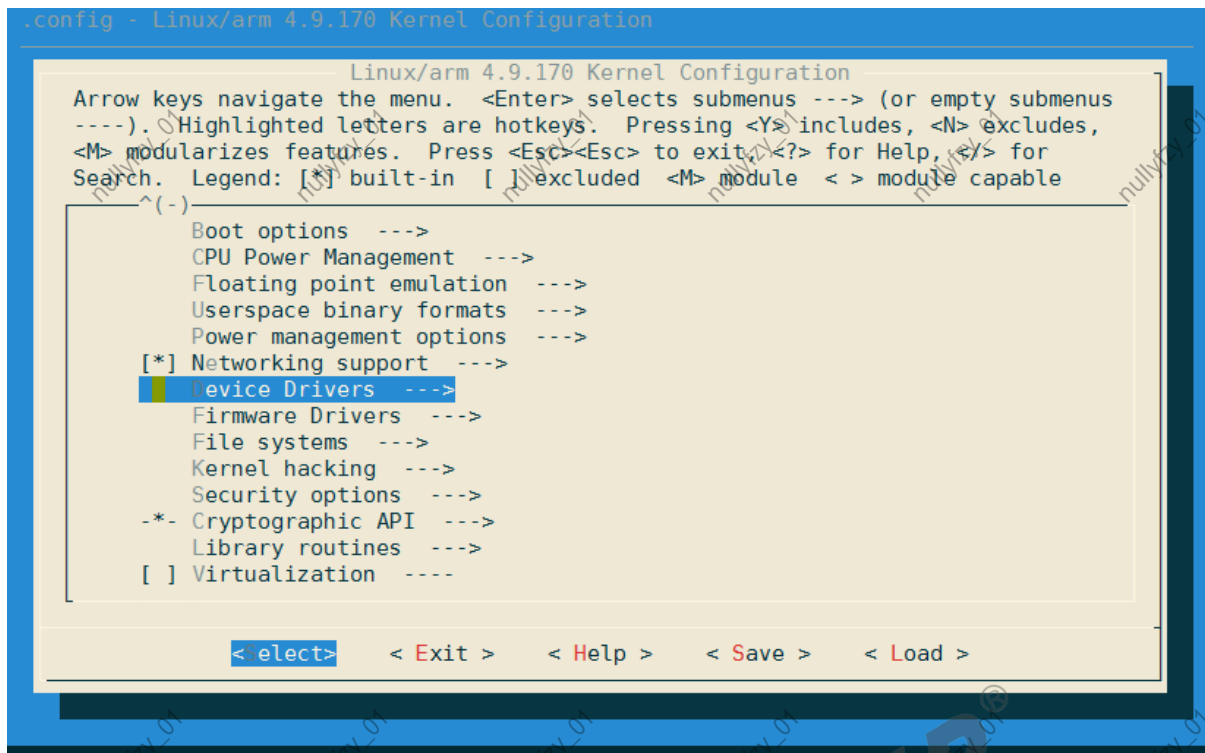 .config - Linux/arm 4.9.170 Kernel Configuration
Linux/arm 4.9.170 Kernel Configuration
Arrow keys navigate the menu.  <Enter> selects submenus ---> (or empty submenus
----).  Highlighted letters are hotkeys.  Pressing <Y> includes, <N> excludes,
<M> modularizes features.  Press <Esc><Esc> to exit, <?> for Help, </> for
Search.  Legend: [*] built-in  [ ] excluded  <M> module  < > module capable
^(-)
Boot options  --->
CPU Power Management  --->
Floating point emulation  --->
Userspace binary formats  --->
Power management options  --->
[*] Networking support  --->
Device Drivers  --->
Firmware Drivers  --->
File systems  --->
Kernel hacking  --->
Security options  --->
-*- Cryptographic API  --->
Library routines  --->
[ ] Virtualization  ----
<Select>    < Exit >    < Help >    < Save >    < Load >
nullyfzy_01